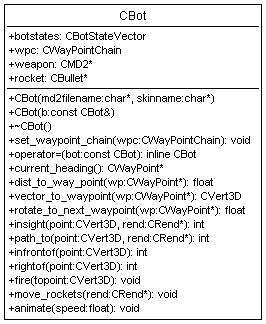 CBot
+botstates: CBotStateVector
+wpc: CWayPointChain
+weapon: CMD2*
+rocket: CBullet*
+CBot(md2filename:char*, skinname:char*)
+CBot(b:const CBot&)
+~CBot()
+set_waypoint_chain(wpc:CWayPointChain): void
+operator=(bot:const CBot): inline CBot
+current_heading(): CWayPoint*
+dist_to_way_point(wp:CWayPoint*): float
+vector_to_waypoint(wp:CWayPoint*): CVert3D
+rotate_to_next_waypoint(wp:CWayPoint*): float
+insight(point:CVert3D, rend:CRend*): int
+path_to(point:CVert3D, rend:CRend*): int
+infrontof(point:CVert3D): int
+rightof(point:CVert3D): int
+fire(topoint:CVert3D): void
+move_rockets(rend:CRend*): void
+animate(speed:float): void